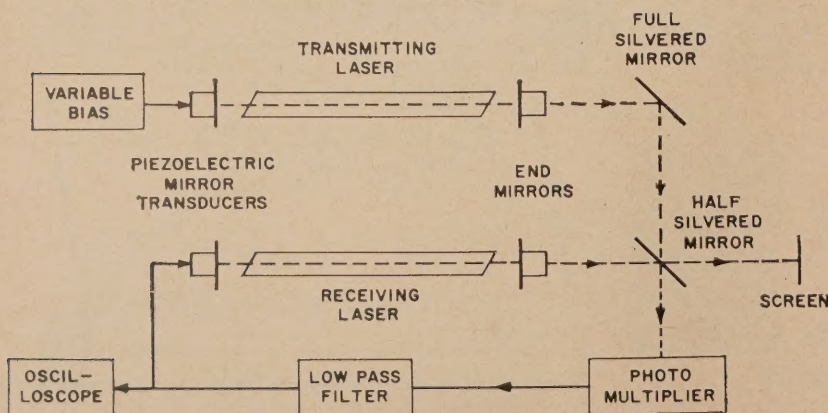 FULL
SILVERED
MIRROR
TRANSMITTING
LASER
VARIABLE
BIAS
PIEZOELECTRIC
MIRROR
TRANSDUCERS
END
MIRRORS
HALF
SILVERED
MIRROR
RECEIVING
LASER
SCREEN
OSCIL-
LOSCOPE
LOW PASS
FILTER
PHOTO
MULTIPLIER